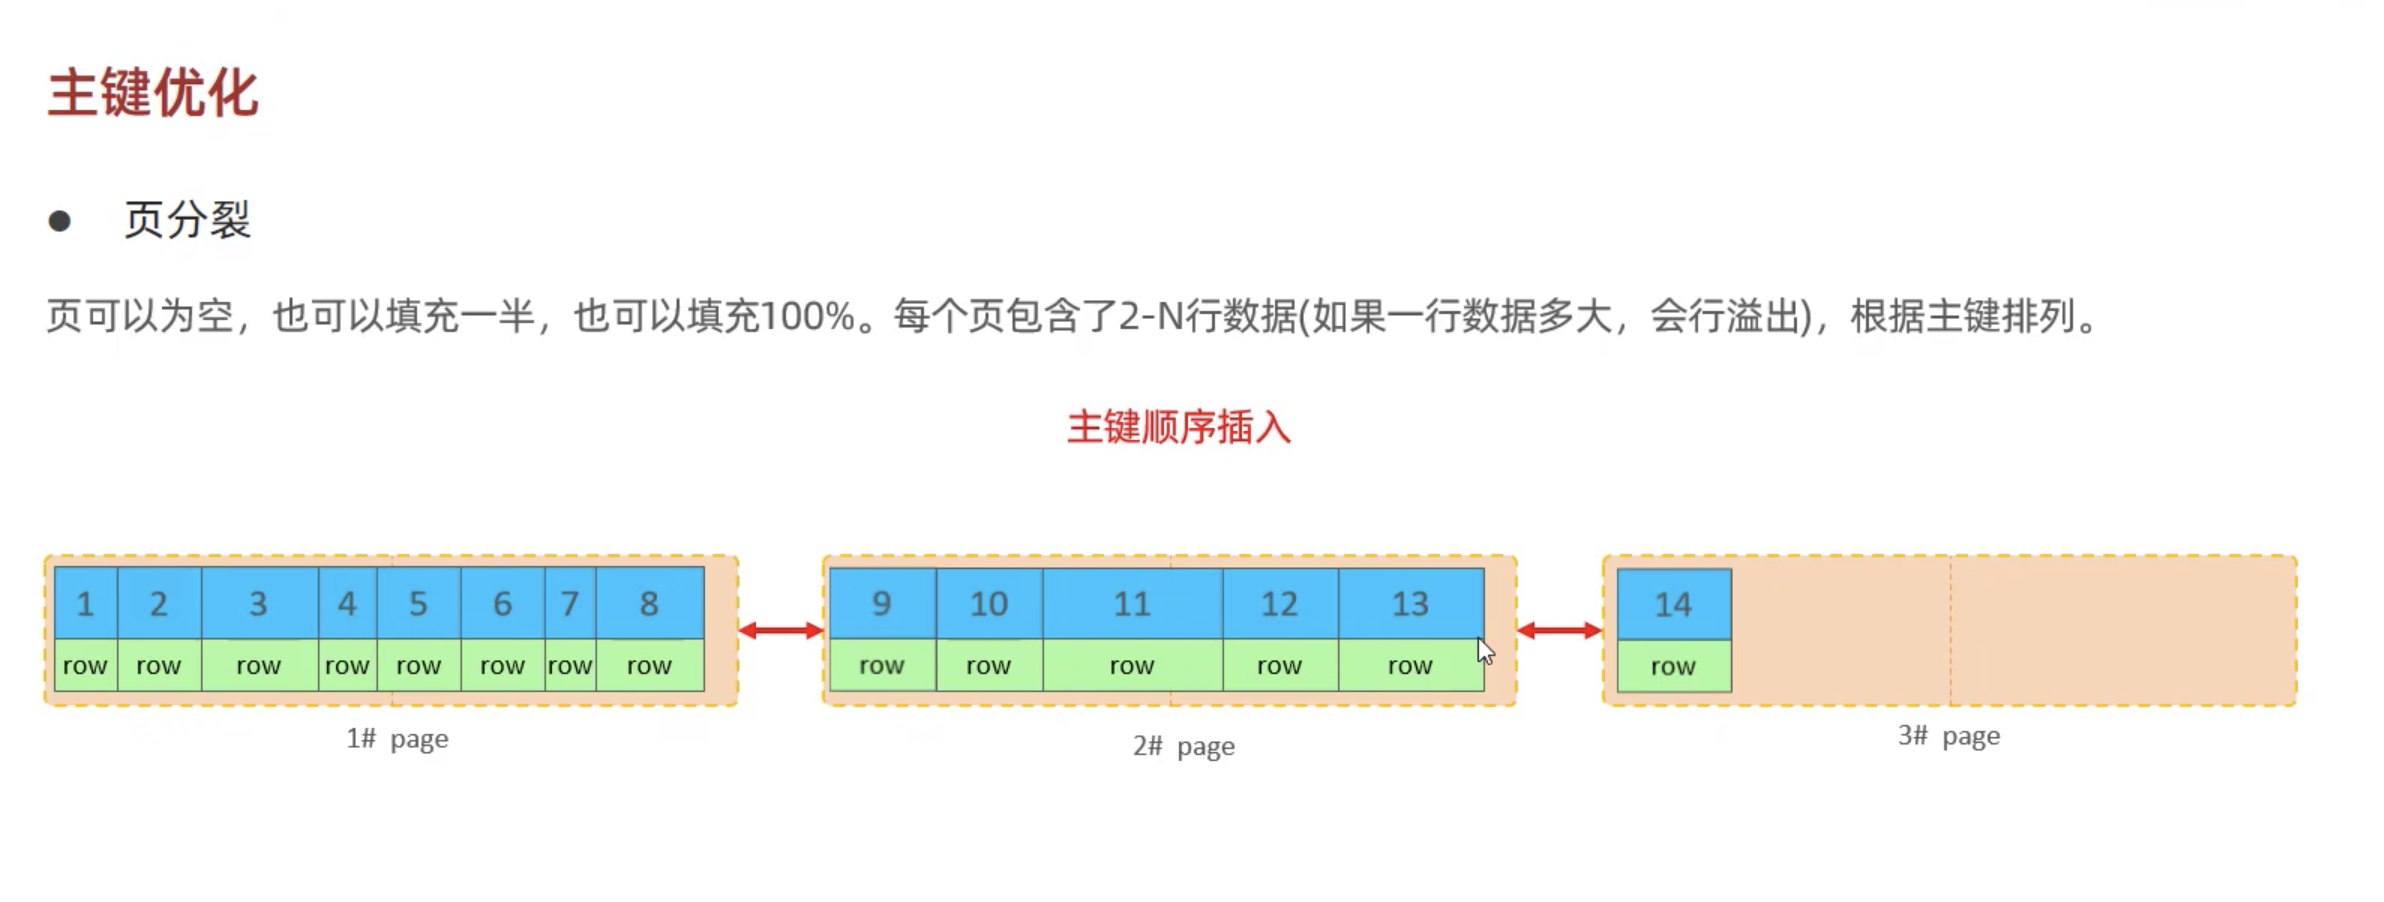 主键优化
● 页分裂
页可以为空，也可以填充一半，也可以填充100%。每个页包含了2-N行数据(如果一行数据多大，会行溢出)，根据主键排列。
主键顺序插入
1 2 3 4 5 6 7 8 9 10 11 12 13 14
row row row row row row row row row row row row row row
1# page 2# page 3# page